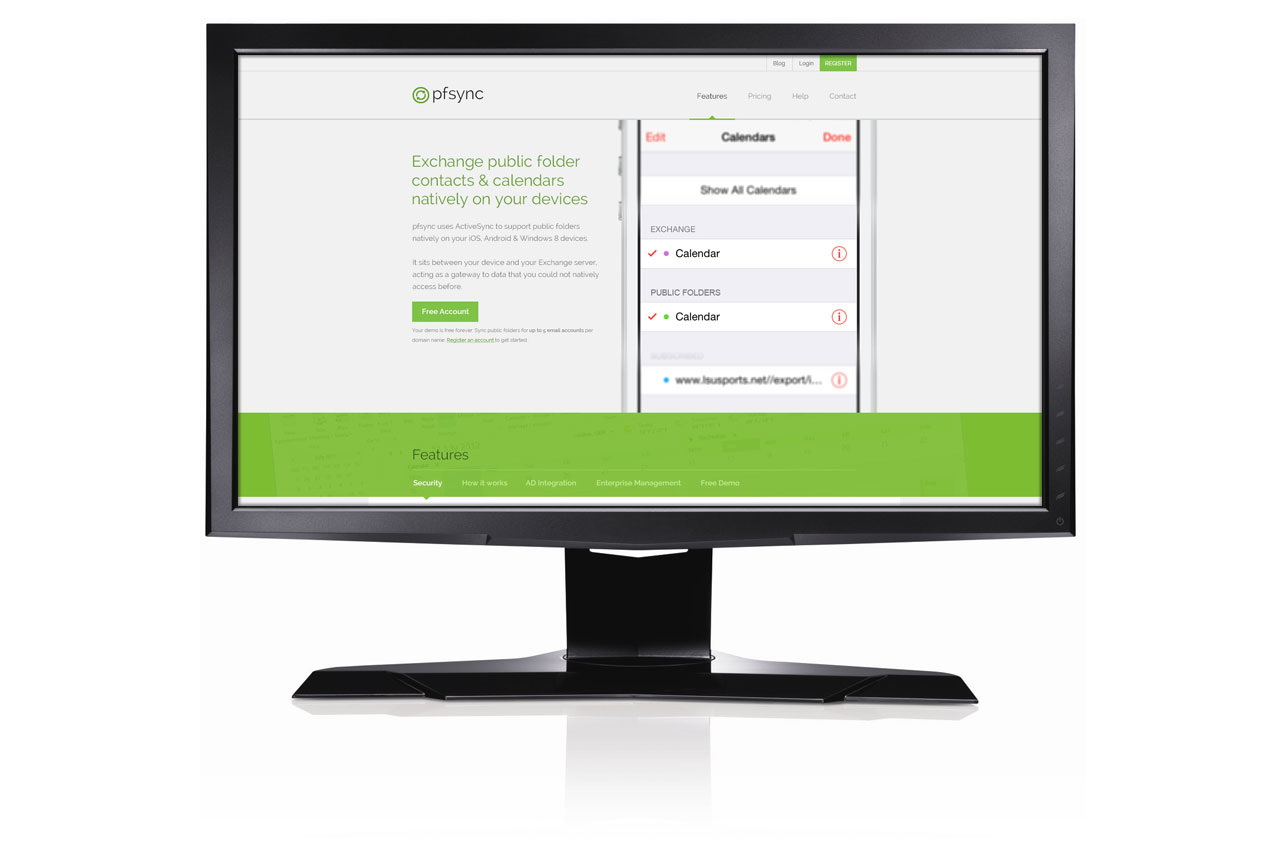 Blog Login REGISTER
pfsync
Features Pricing Help Contact
Edit Calendars Done
Show All Calendars
EXCHANGE
Calendar
PUBLIC FOLDERS
Calendar
SUBSCRIBED
www.lsusports.net//export/i...
Exchange public folder
contacts & calendars
natively on your devices
pfsync uses ActiveSync to support public folders
natively on your iOS, Android & Windows 8 devices.
It sits between your device and your Exchange server,
acting as a gateway to data that you could not natively
access before.
Free Account
Your demo is free forever. Sync public folders for up to 5 email accounts per
domain name. Register an account to get started.
Features
Security How it works AD Integration Enterprise Management Free Demo